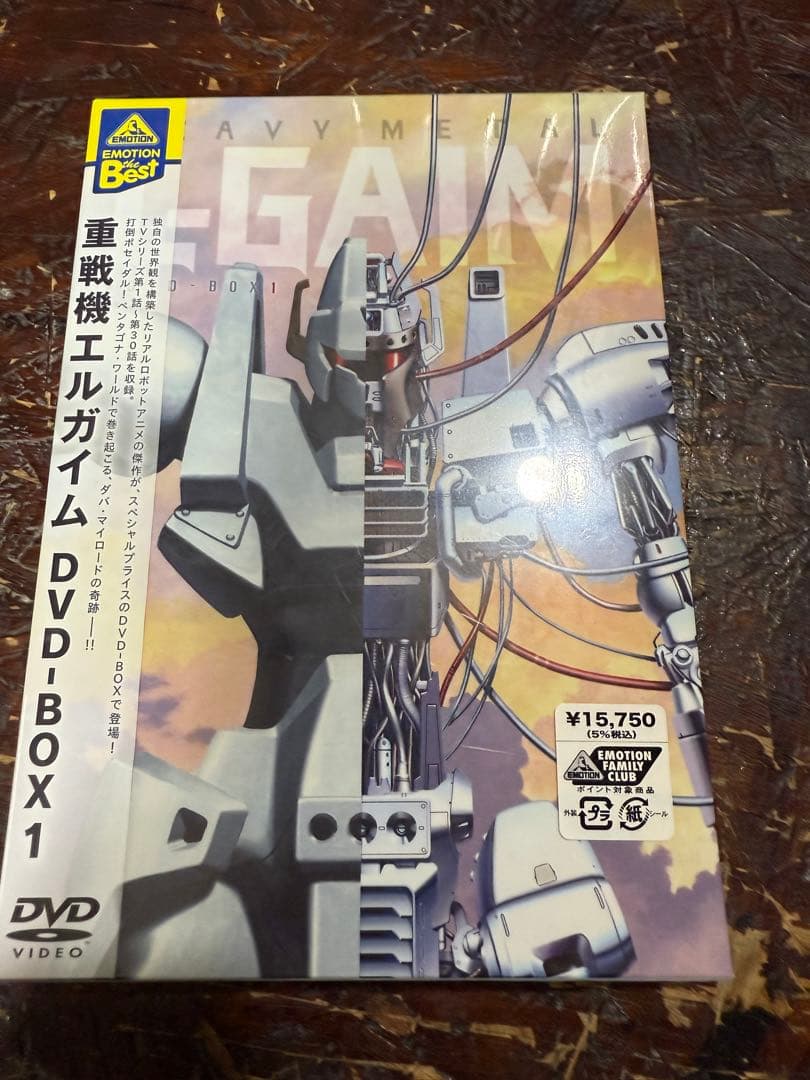 EMOTION
EMOTION
the
Best
EAVY METAL
-GAIM
D-BOX1
独自の世界観を構築したリアルロボットアニメの傑作が、スペシャルプライスのDVD-BOXで登場!
TVシリーズ第1話〜第30話を収録。
打倒ポセイダル!ペンタゴナ・ワールドで巻き起こる、ダバ・マイロードの奇跡——!!
重戦機エルガイム DVD-BOX 1
DVD
VIDEO
¥15,750
(5%税込)
EMOTION
EMOTION
FAMILY
CLUB
ポイント対象商品
外装 プラ 紙 シール